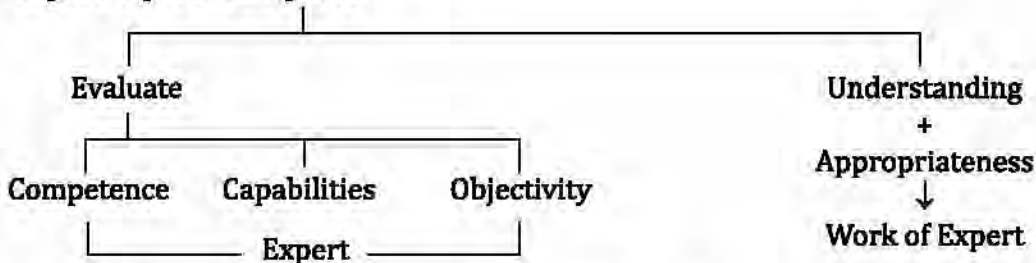 Evaluate Understanding
+
Competence Capabilities Objectivity Appropriateness
↓
Expert Work of Expert